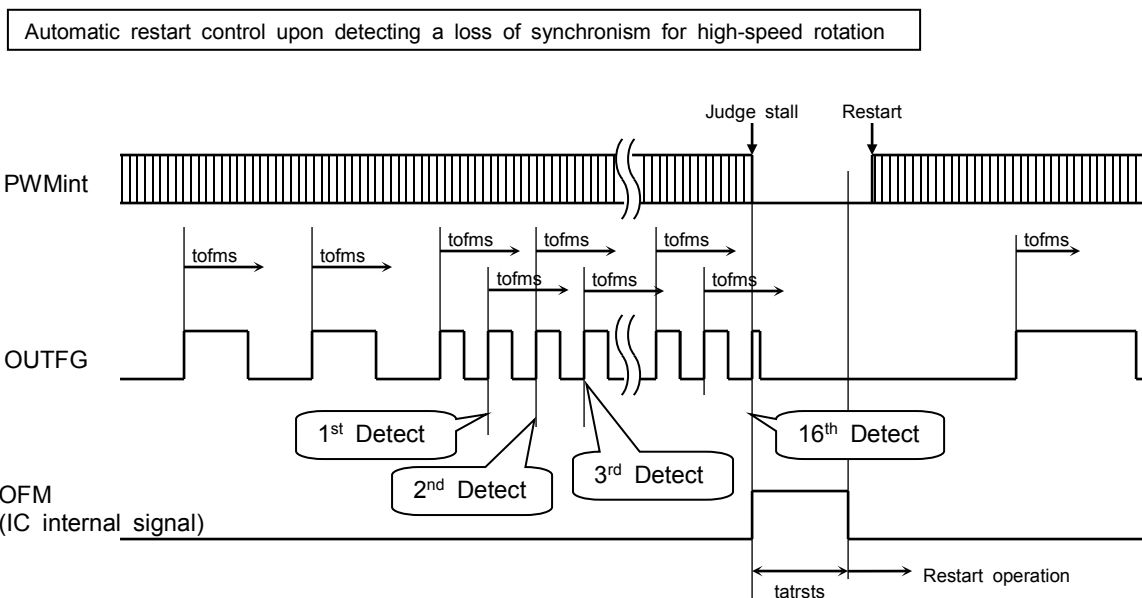 Automatic restart control upon detecting a loss of synchronism for high-speed rotation
Judge stall Restart
PWMint
tofms tofms tofms tofms tofms tofms
tofms tofms tofms
OUTFG
1st Detect
16th Detect
2nd Detect
3rd Detect
OFM
(IC internal signal)
Restart operation
tatrsts